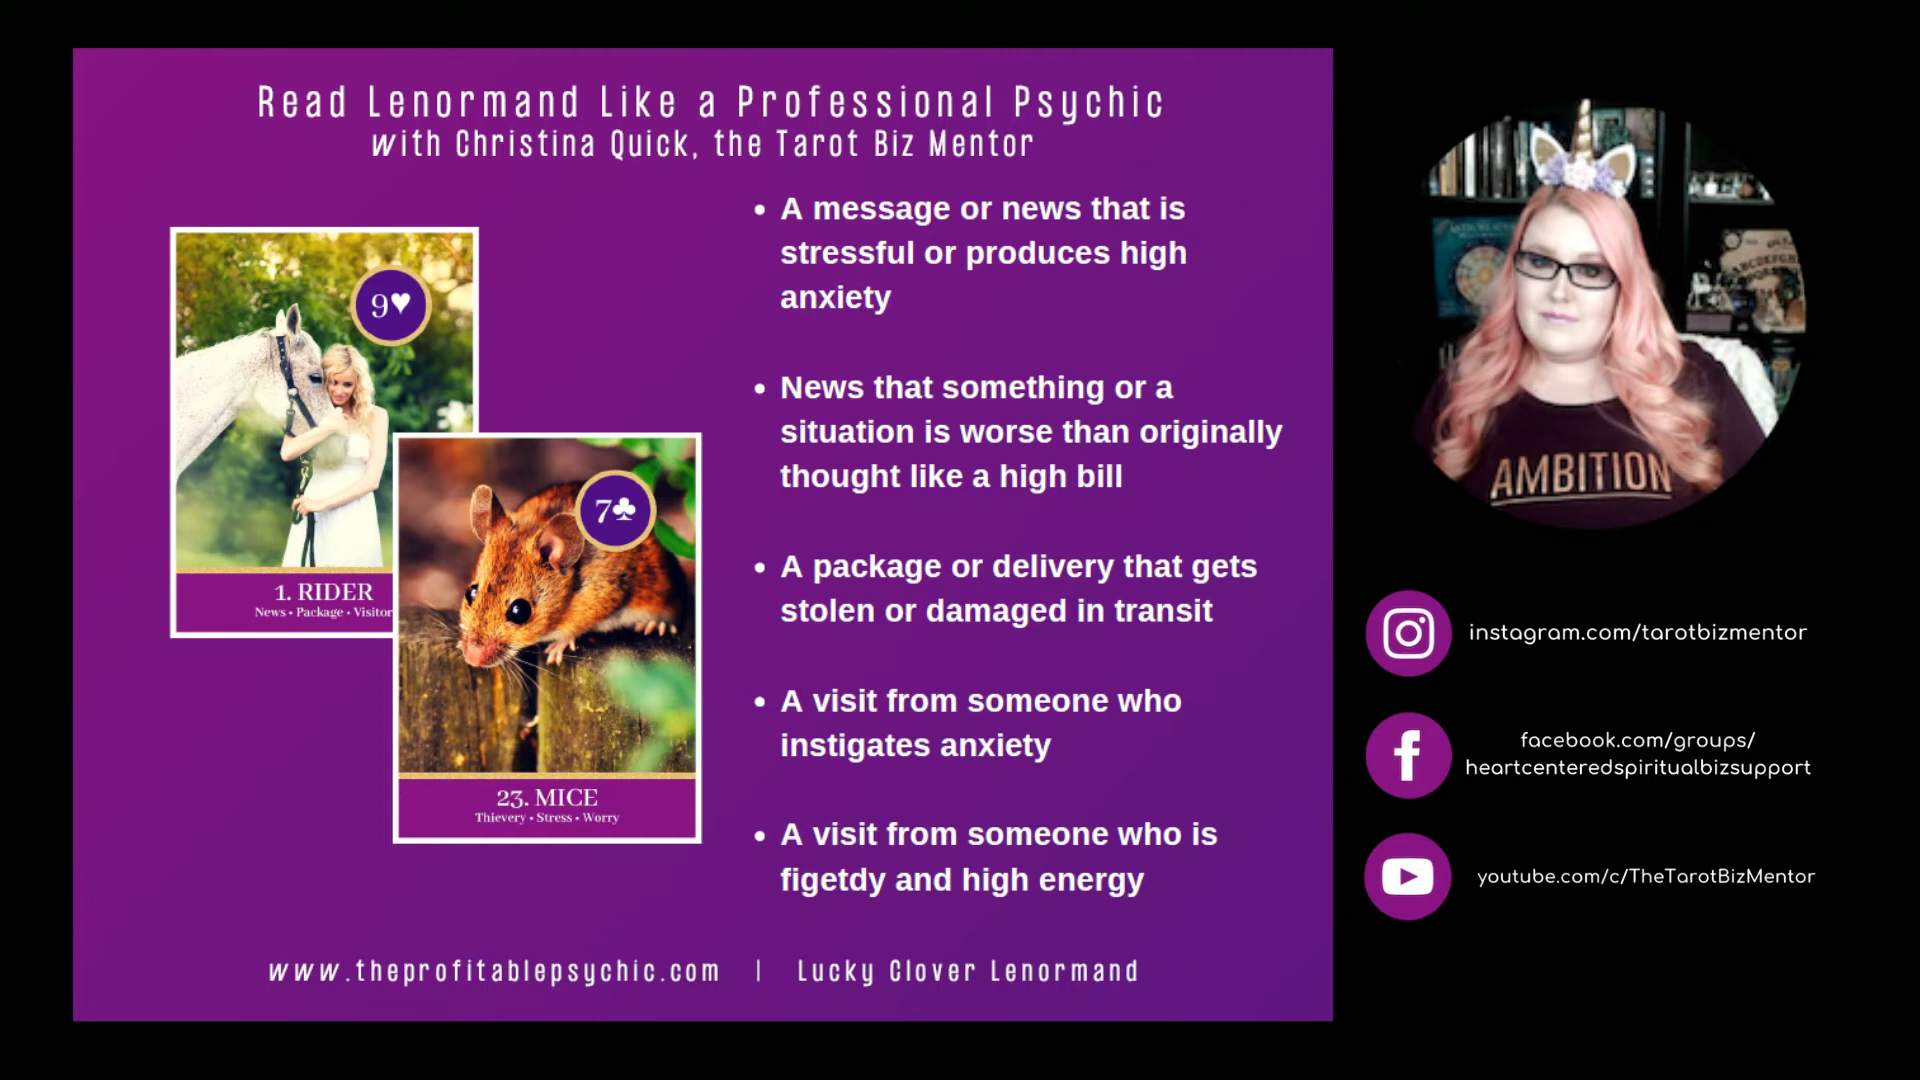 Read Lenormand Like a Professional Psychic
with Christina Quick, the Tarot Biz Mentor
9♥
1. RIDER
News • Package • Visitor
7♣
23. MICE
Thievery • Stress • Worry
• A message or news that is
stressful or produces high
anxiety
• News that something or a
situation is worse than originally
thought like a high bill
• A package or delivery that gets
stolen or damaged in transit
• A visit from someone who
instigates anxiety
• A visit from someone who is
figetdy and high energy
www.theprofitablepsychic.com | Lucky Clover Lenormand
AMBITION
instagram.com/tarotbizmentor
facebook.com/groups/
heartcenteredspiritualbizsupport
youtube.com/c/TheTarotBizMentor